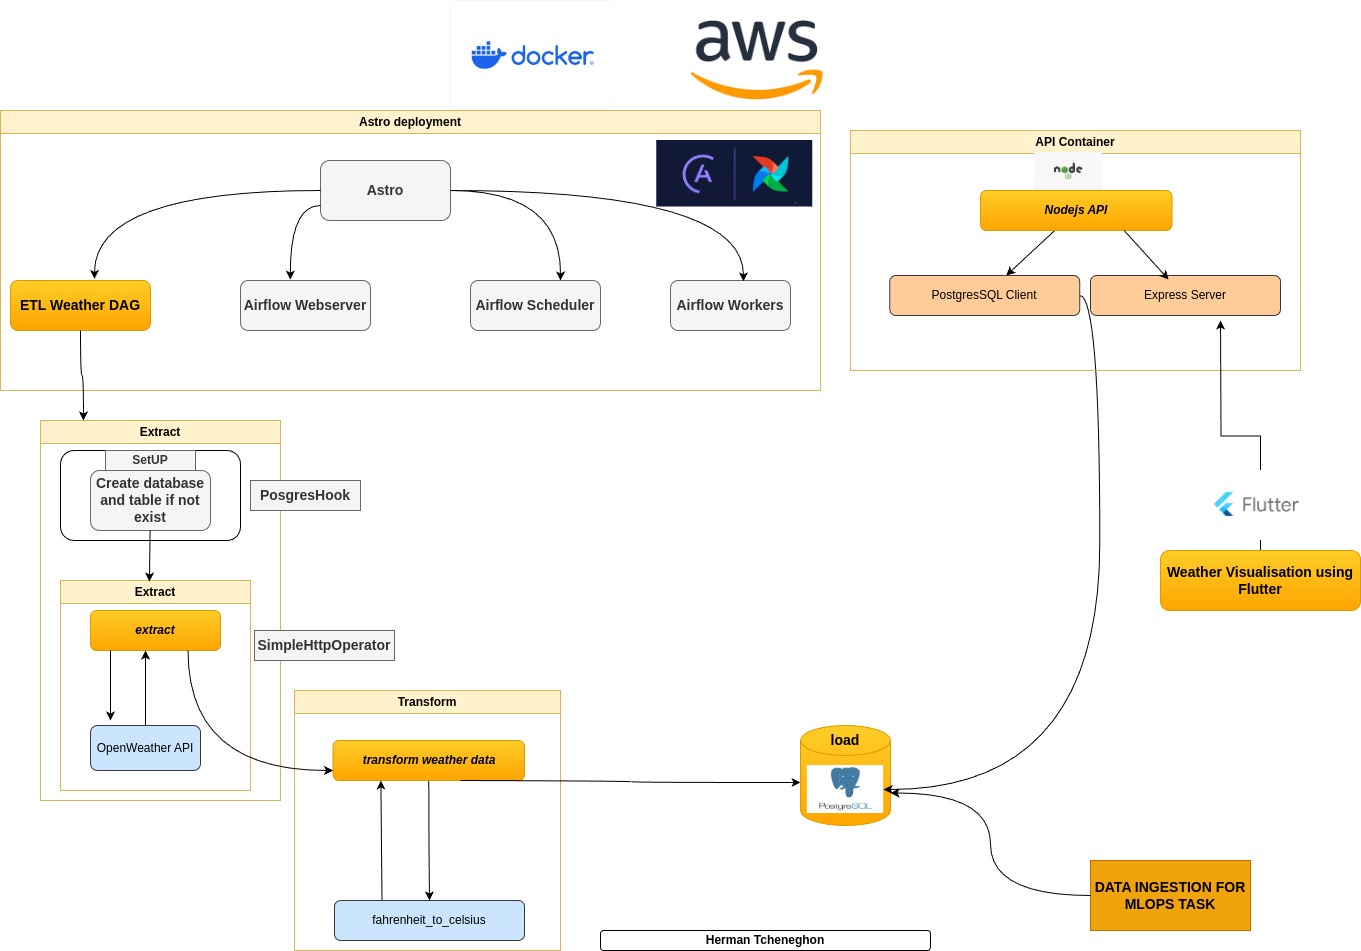 docker
aws
Astro deployment
Astro
ETL Weather DAG
Airflow Webserver
Airflow Scheduler
Airflow Workers
API Container
node
Nodejs API
PostgresSQL Client
Express Server
Extract
SetUP
Create database
and table if not
exist
PosgresHook
Extract
extract
SimpleHttpOperator
OpenWeather API
Transform
transform weather data
fahrenheit_to_celsius
load
PostgreSQL
Flutter
Weather Visualisation using
Flutter
DATA INGESTION FOR
MLOPS TASK
Herman Tcheneghon